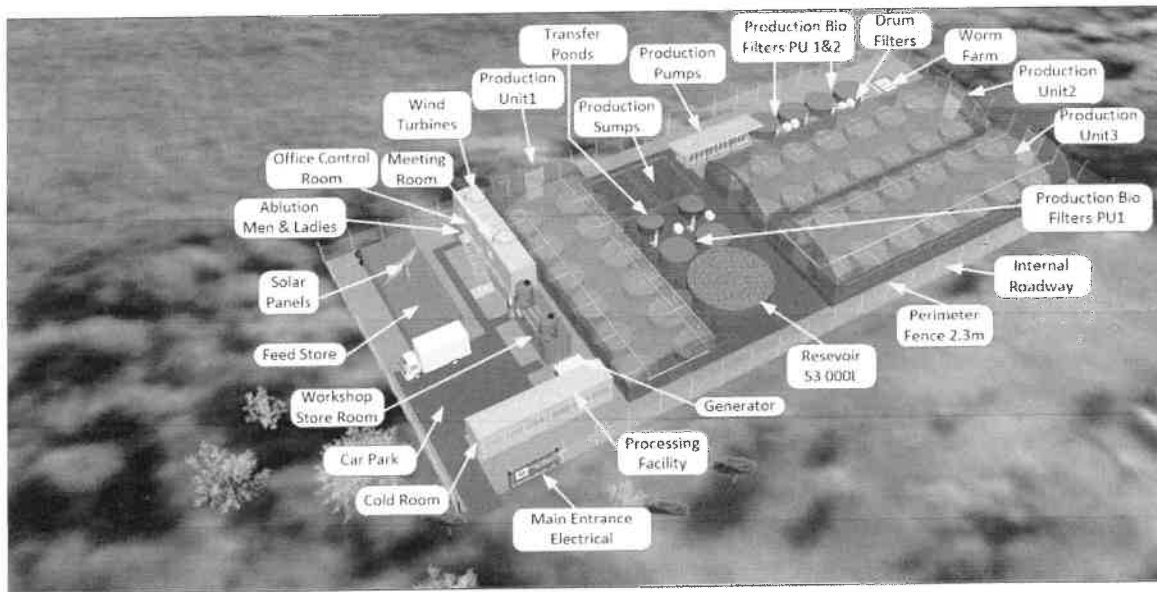 Transfer
Ponds
Production Bio
Filters PU 1&2
Drum
Filters
Production
Pumps
Worm
Farm
Production
Unit1
Production
Unit2
Wind
Turbines
Production
Sumps
Production
Unit3
Office Control
Room
Meeting
Room
Ablution
Men & Ladies
Production Bio
Filters PU1
Solar
Panels
Internal
Roadway
Perimeter
Fence 2.3m
Feed Store
Resevoir
53 000l
Workshop
Store Room
Generator
Car Park
Processing
Facility
Cold Room
Main Entrance
Electrical